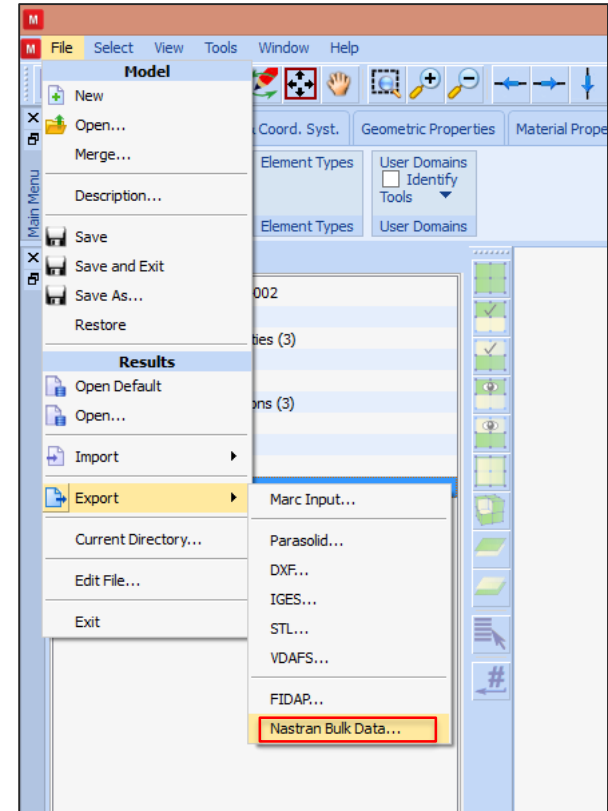 M
M File Select View Tools Window Help
Model
New
Open...
Merge...
Description...
Save
Save and Exit
Save As...
Restore
Results
Open Default
Open...
Import
Export
Current Directory...
Edit File...
Exit
Marc Input...
Parasolid...
DXF...
IGES...
STL...
VDAFS...
FIDAP...
Nastran Bulk Data...
Main Menu
Coord. Syst. Geometric Properties Material Prope
Element Types
User Domains
Identify
Tools
Element Types User Domains
002
ties (3)
ons (3)
#